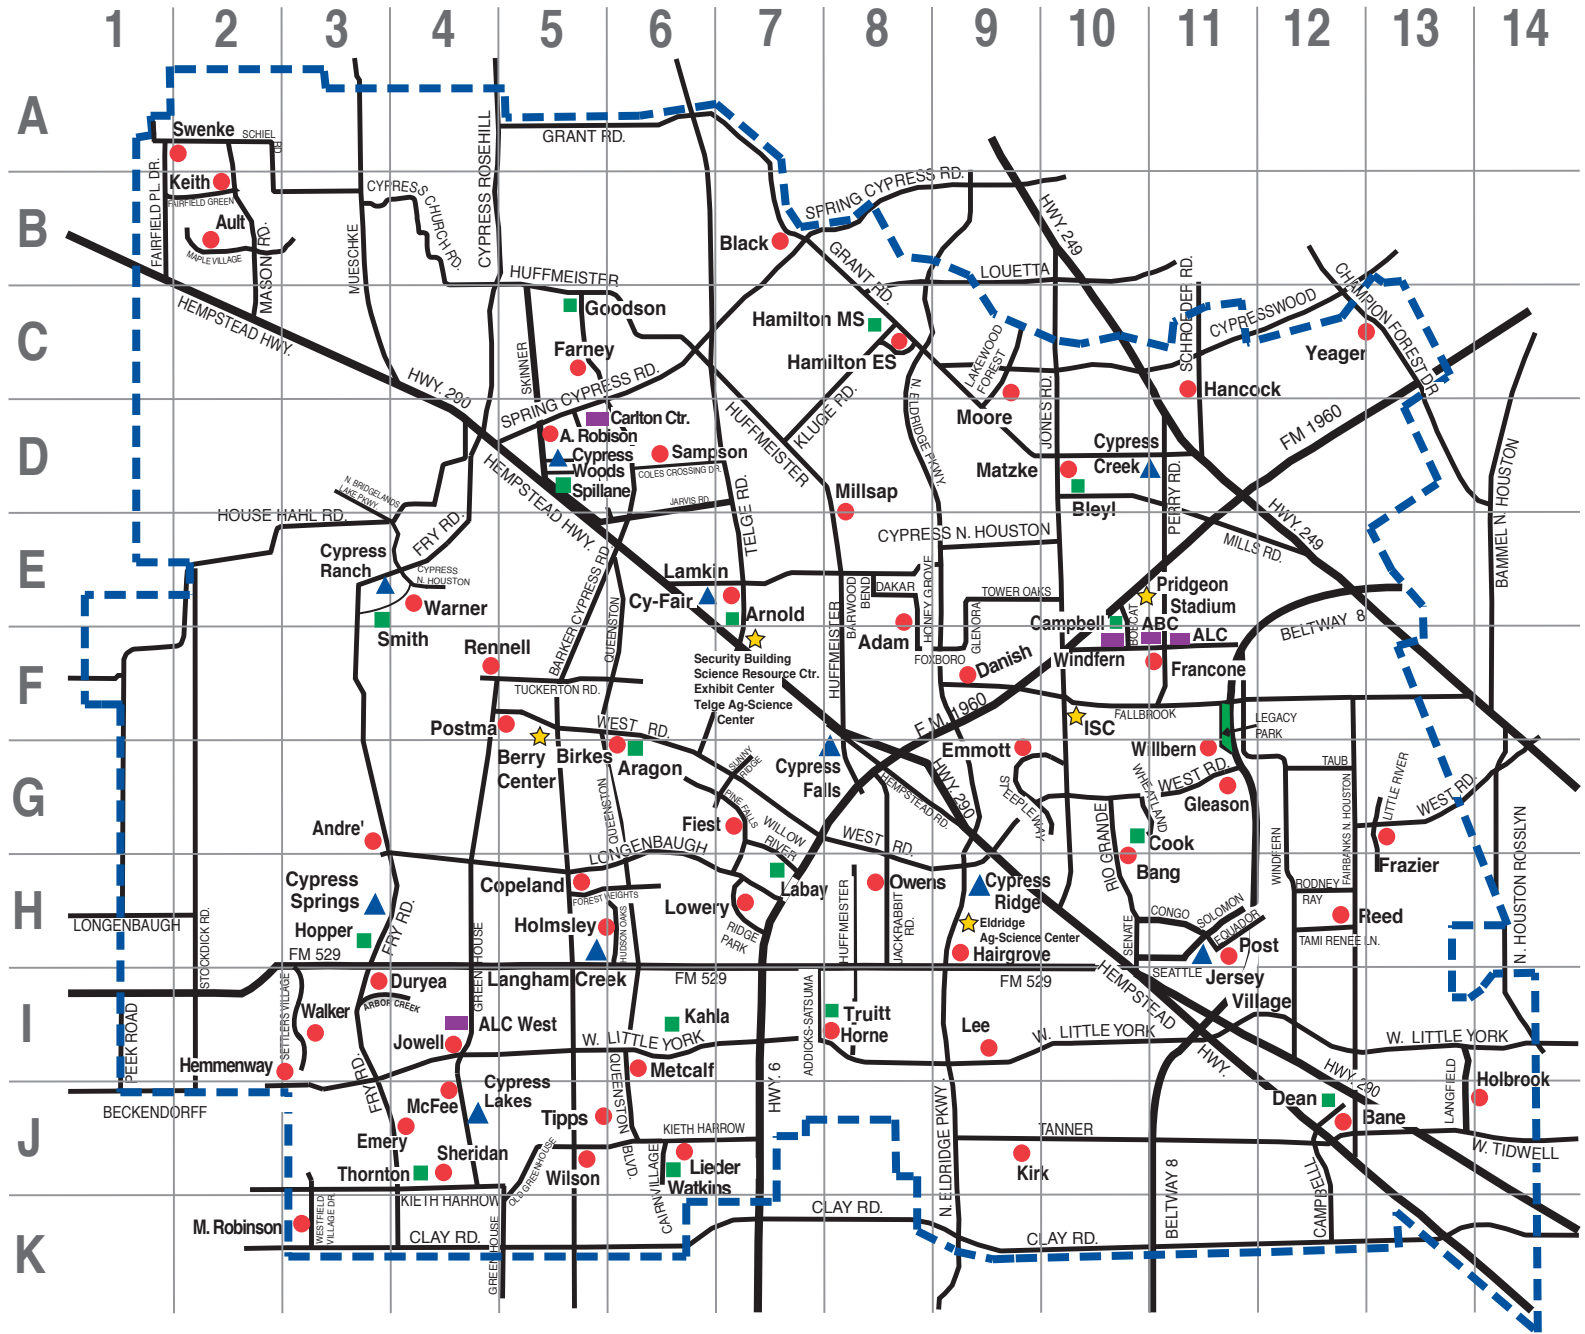 1 2 3 4 5 6 7 8 9 10 11 12 13 14
A
Swenke
SCHIEL
RD
CYPRESS ROSEHILL
GRANT RD.
FAIRFIELD PL DR.
Keith
FAIRFIELD GREEN
CYPRESS CHURCH RD.
SPRING CYPRESS RD.
HWY. 249
B
Ault
MAPLE VILLAGE
MASON RD.
MUESCHKE
Black
GRANT RD.
LOUETTA
HUFFMEISTER
SCHROEDER RD.
CHAMPION FOREST DR
HEMPSTEAD HWY.
Goodson
Hamilton MS
CYPRESSWOOD
C
Farney
SKINNER
Hamilton ES
LAKEWOOD
FOREST
Yeager
HWY. 290
SPRING CYPRESS RD.
N. ELDRIDGE PKWY.
Hancock
Moore
JONES RD.
Carlton Ctr.
HUFFMEISTER
KLUGE RD.
FM 1960
D
A. Robison
Cypress
Woods
Sampson
COLES CROSSING DR.
Matzke
Cypress
Creek
HEMPSTEAD HWY.
Spillane
JARVIS RD.
Millsap
Bleyl
PERRY RD.
N. BRIDGELANDS
LAKE PKWY.
HOUSE HAHL RD.
FRY RD.
TELGE RD.
CYPRESS N. HOUSTON
HWY. 249
MILLS RD.
BAMMEL N. HOUSTON
E
Cypress
Ranch
CYPRESS
N. HOUSTON
Warner
Smith
BARKER CYPRESS RD.
QUEENSTON
Lamkin
Cy-Fair
Arnold
HUFFMEISTER
BARWOOD
BEND
DAKAR
HONEY GROVE
GLENORA
TOWER OAKS
Adam
Pridgeon
Stadium
Campbell
BOBCAT
ABC
ALC
BELTWAY 8
F
Rennell
TUCKERTON RD.
Security Building
Science Resource Ctr.
Exhibit Center
Telge Ag-Science
Center
FOXBORO
Danish
Windfern
Francone
F.M. 1960
Postma
WEST RD.
ISC
FALLBROOK
LEGACY
PARK
Berry
Center
Birkes
Aragon
SUNNY
RIDGE
Cypress
Falls
Emmott
Willbern
G
HEMPSTEAD RD.
HWY. 290
STEEPLEWAY
WHEATLAND
WEST RD.
Gleason
TAUB
LITTLE RIVER
WEST RD.
QUEENSTON
PINE FALLS
Andre'
Fiest
WILLOW
RIVER
WEST RD.
RIO GRANDE
Cook
WINDFERN
FAIRBANKS N. HOUSTON
Frazier
N. HOUSTON ROSSLYN
LONGENBAUGH
Bang
H
Cypress
Springs
Copeland
FOREST HEIGHTS
Labay
Owens
Cypress
Ridge
RODNEY
RAY
LONGENBAUGH
STOCKDICK RD.
Hopper
FRY RD.
GREENHOUSE
Holmsley
HUDSON OAKS
Lowery
RIDGE
PARK
HUFFMEISTER
JACKRABBIT
RD.
Eldridge
Ag-Science Center
Hairgrove
SENATE
CONGO
SOLOMON
EQUADOR
Post
SEATTLE
Reed
TAMI RENEE LN.
FM 529
Langham Creek
FM 529
FM 529
HEMPSTEAD
Jersey
Village
I
PEEK ROAD
SETTLERS VILLAGE
Walker
Duryea
ARBOR CREEK
ALC West
Jowell
Kahla
W. LITTLE YORK
ADDICKS-SATSUMA
Truitt
Horne
Lee
W. LITTLE YORK
W. LITTLE YORK
Hemmenway
Metcalf
QUEENSTON
HWY. 6
HWY.
HWY. 290
BECKENDORFF
J
FRY RD.
McFee
Cypress
Lakes
Emery
Tipps
KIETH HARROW
N. ELDRIDGE PKWY.
TANNER
Dean
Bane
LANGFIELD
Holbrook
Sheridan
Thornton
OLD GREENHOUSE
Wilson
DATBLU
CAIRNVILLAGE
Lieder
Watkins
Kirk
W. TIDWELL
KIETH HARROW
M. Robinson
WESTFIELD
VILLAGE DR.
CLAY RD.
GREENHOUSE
CLAY RD.
CLAY RD.
BELTWAY 8
CAMPBELL
K